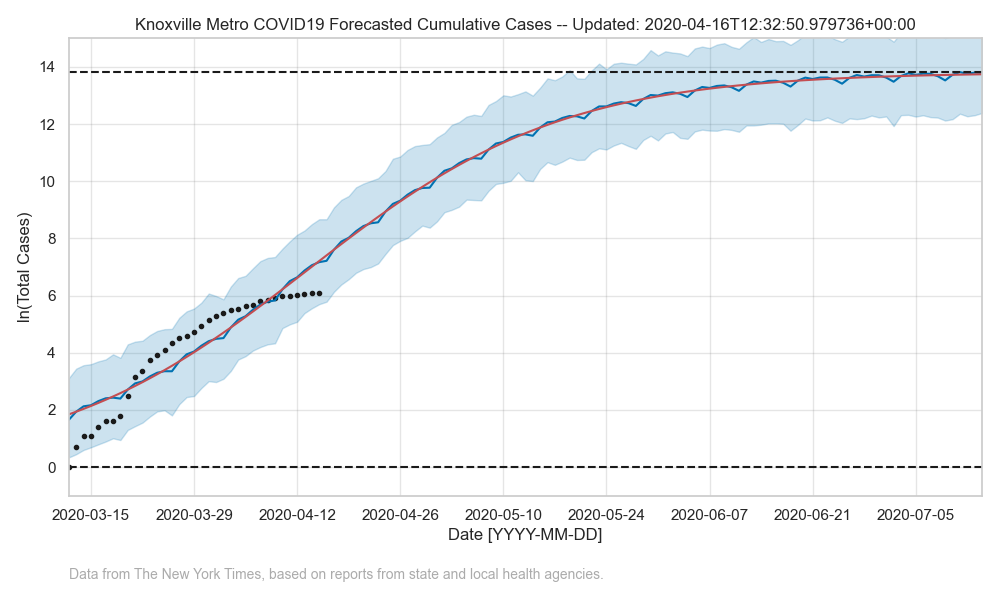 Knoxville Metro COVID19 Forecasted Cumulative Cases -- Updated: 2020-04-16T12:32:50.979736+00:00
14
12
10
8
6
4
2
0
ln(Total Cases)
2020-03-15 2020-03-29 2020-04-12 2020-04-26 2020-05-10 2020-05-24 2020-06-07 2020-06-21 2020-07-05
Date [YYYY-MM-DD]
Data from The New York Times, based on reports from state and local health agencies.